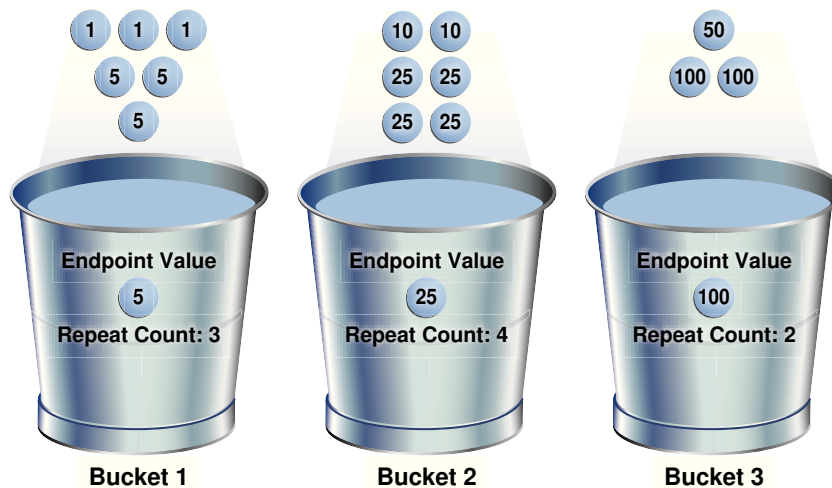 1 1 1
5 5
5
10 10
25 25
25 25
50
100 100
Endpoint Value
5
Repeat Count: 3
Endpoint Value
25
Repeat Count: 4
Endpoint Value
100
Repeat Count: 2
Bucket 1
Bucket 2
Bucket 3